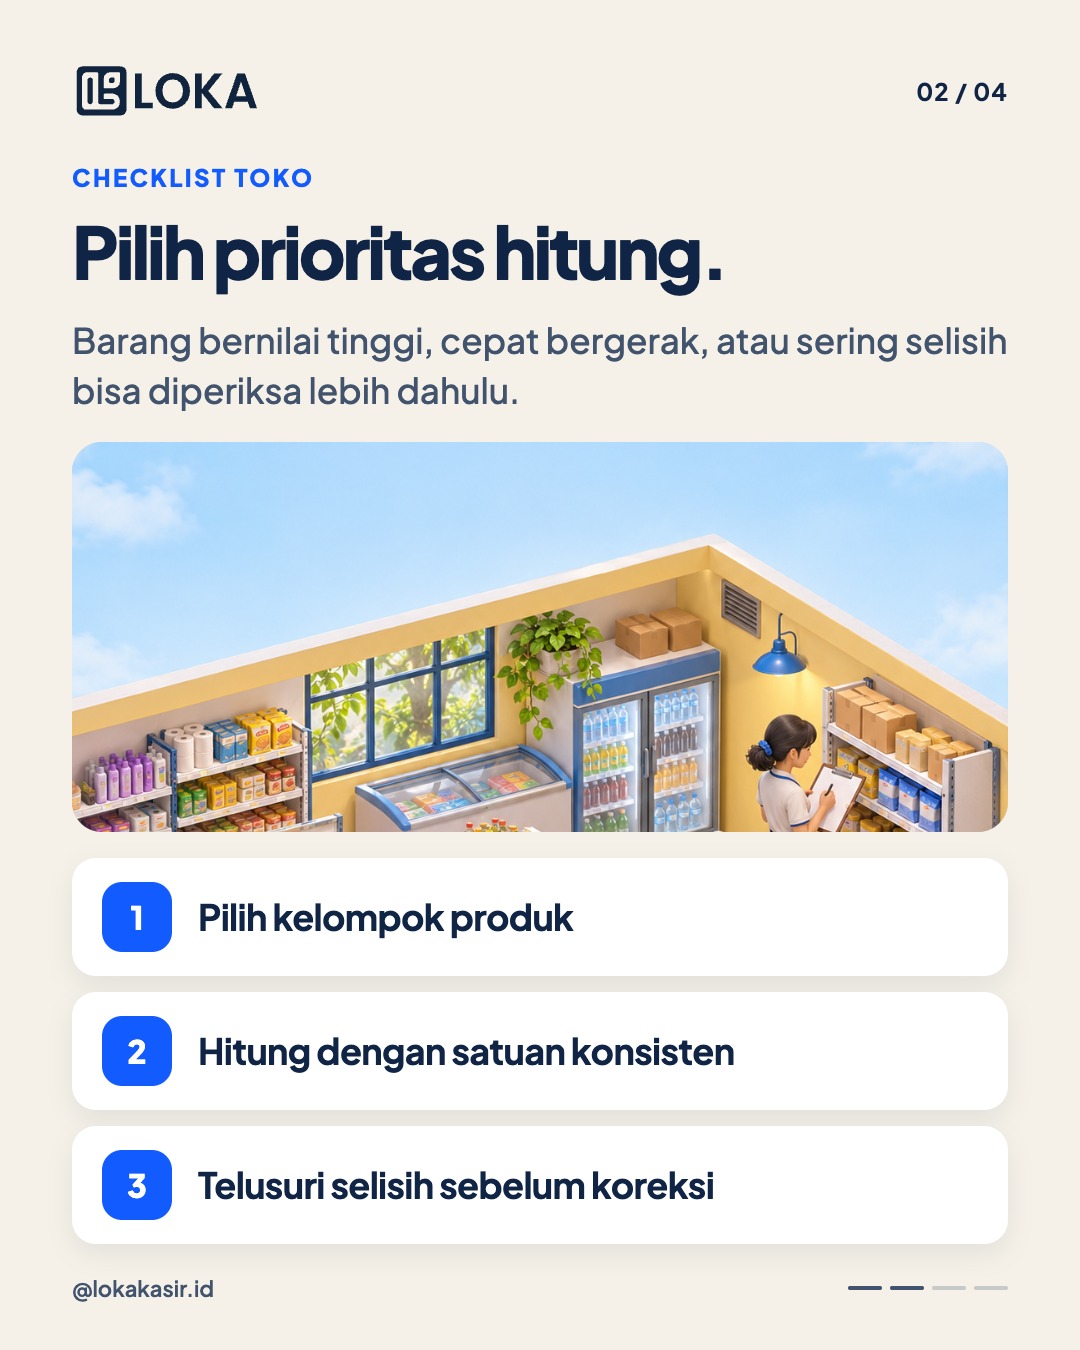 LOKA
02 / 04
CHECKLIST TOKO
Pilih prioritas hitung.
Barang bernilai tinggi, cepat bergerak, atau sering selisih
bisa diperiksa lebih dahulu.
1 Pilih kelompok produk
2 Hitung dengan satuan konsisten
3 Telusuri selisih sebelum koreksi
@lokakasir.id